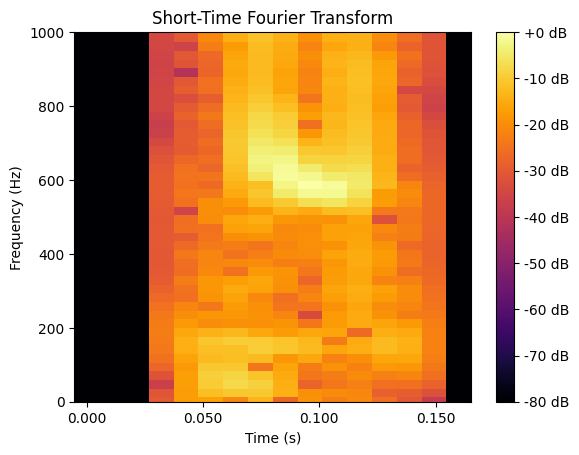 Short-Time Fourier Transform
1000
800
600
400
200
0
Frequency (Hz)
0.000
0.050
0.100
0.150
Time (s)
+0 dB
-10 dB
-20 dB
-30 dB
-40 dB
-50 dB
-60 dB
-70 dB
-80 dB